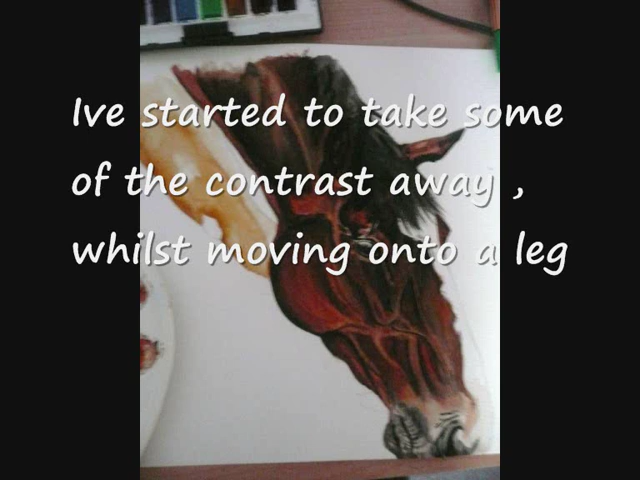 Ive started to take some
of the contrast away ,
whilst moving onto a leg